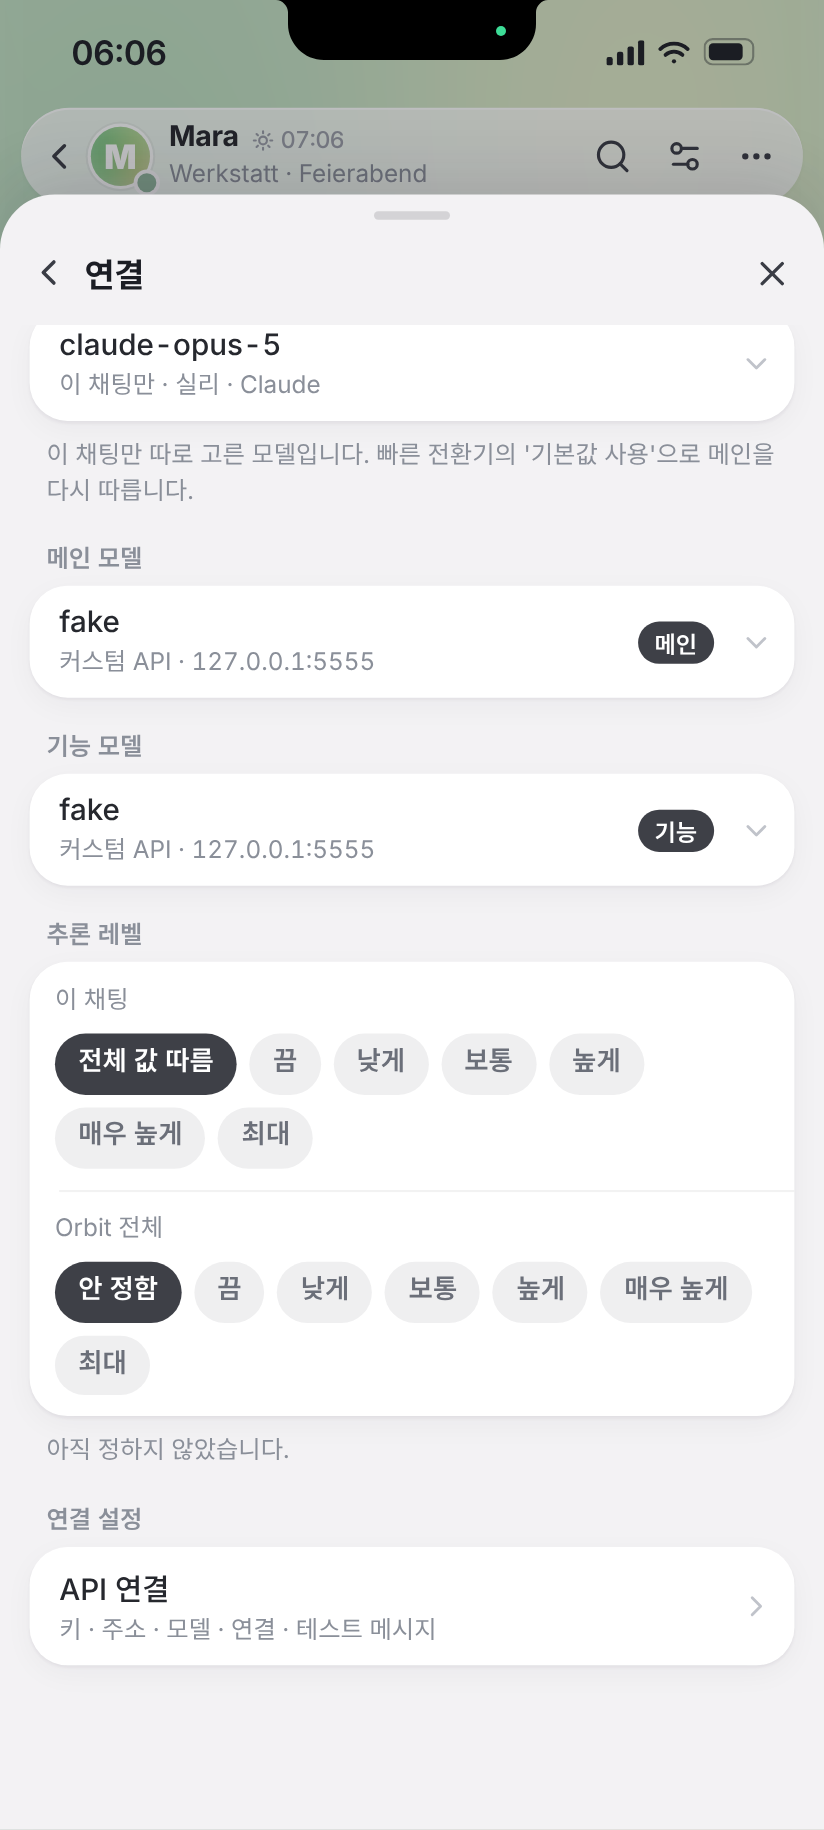 06:06
M
Mara 07:06
Werkstatt · Feierabend
연결
claude-opus-5
이 채팅만 · 실리 · Claude
이 채팅만 따로 고른 모델입니다. 빠른 전환기의 '기본값 사용'으로 메인을
다시 따릅니다.
메인 모델
fake
커스텀 API · 127.0.0.1:5555
메인
기능 모델
fake
커스텀 API · 127.0.0.1:5555
기능
추론 레벨
이 채팅
전체 값 따름 끔 낮게 보통 높게
매우 높게 최대
Orbit 전체
안 정함 끔 낮게 보통 높게 매우 높게
최대
아직 정하지 않았습니다.
연결 설정
API 연결
키 · 주소 · 모델 · 연결 · 테스트 메시지